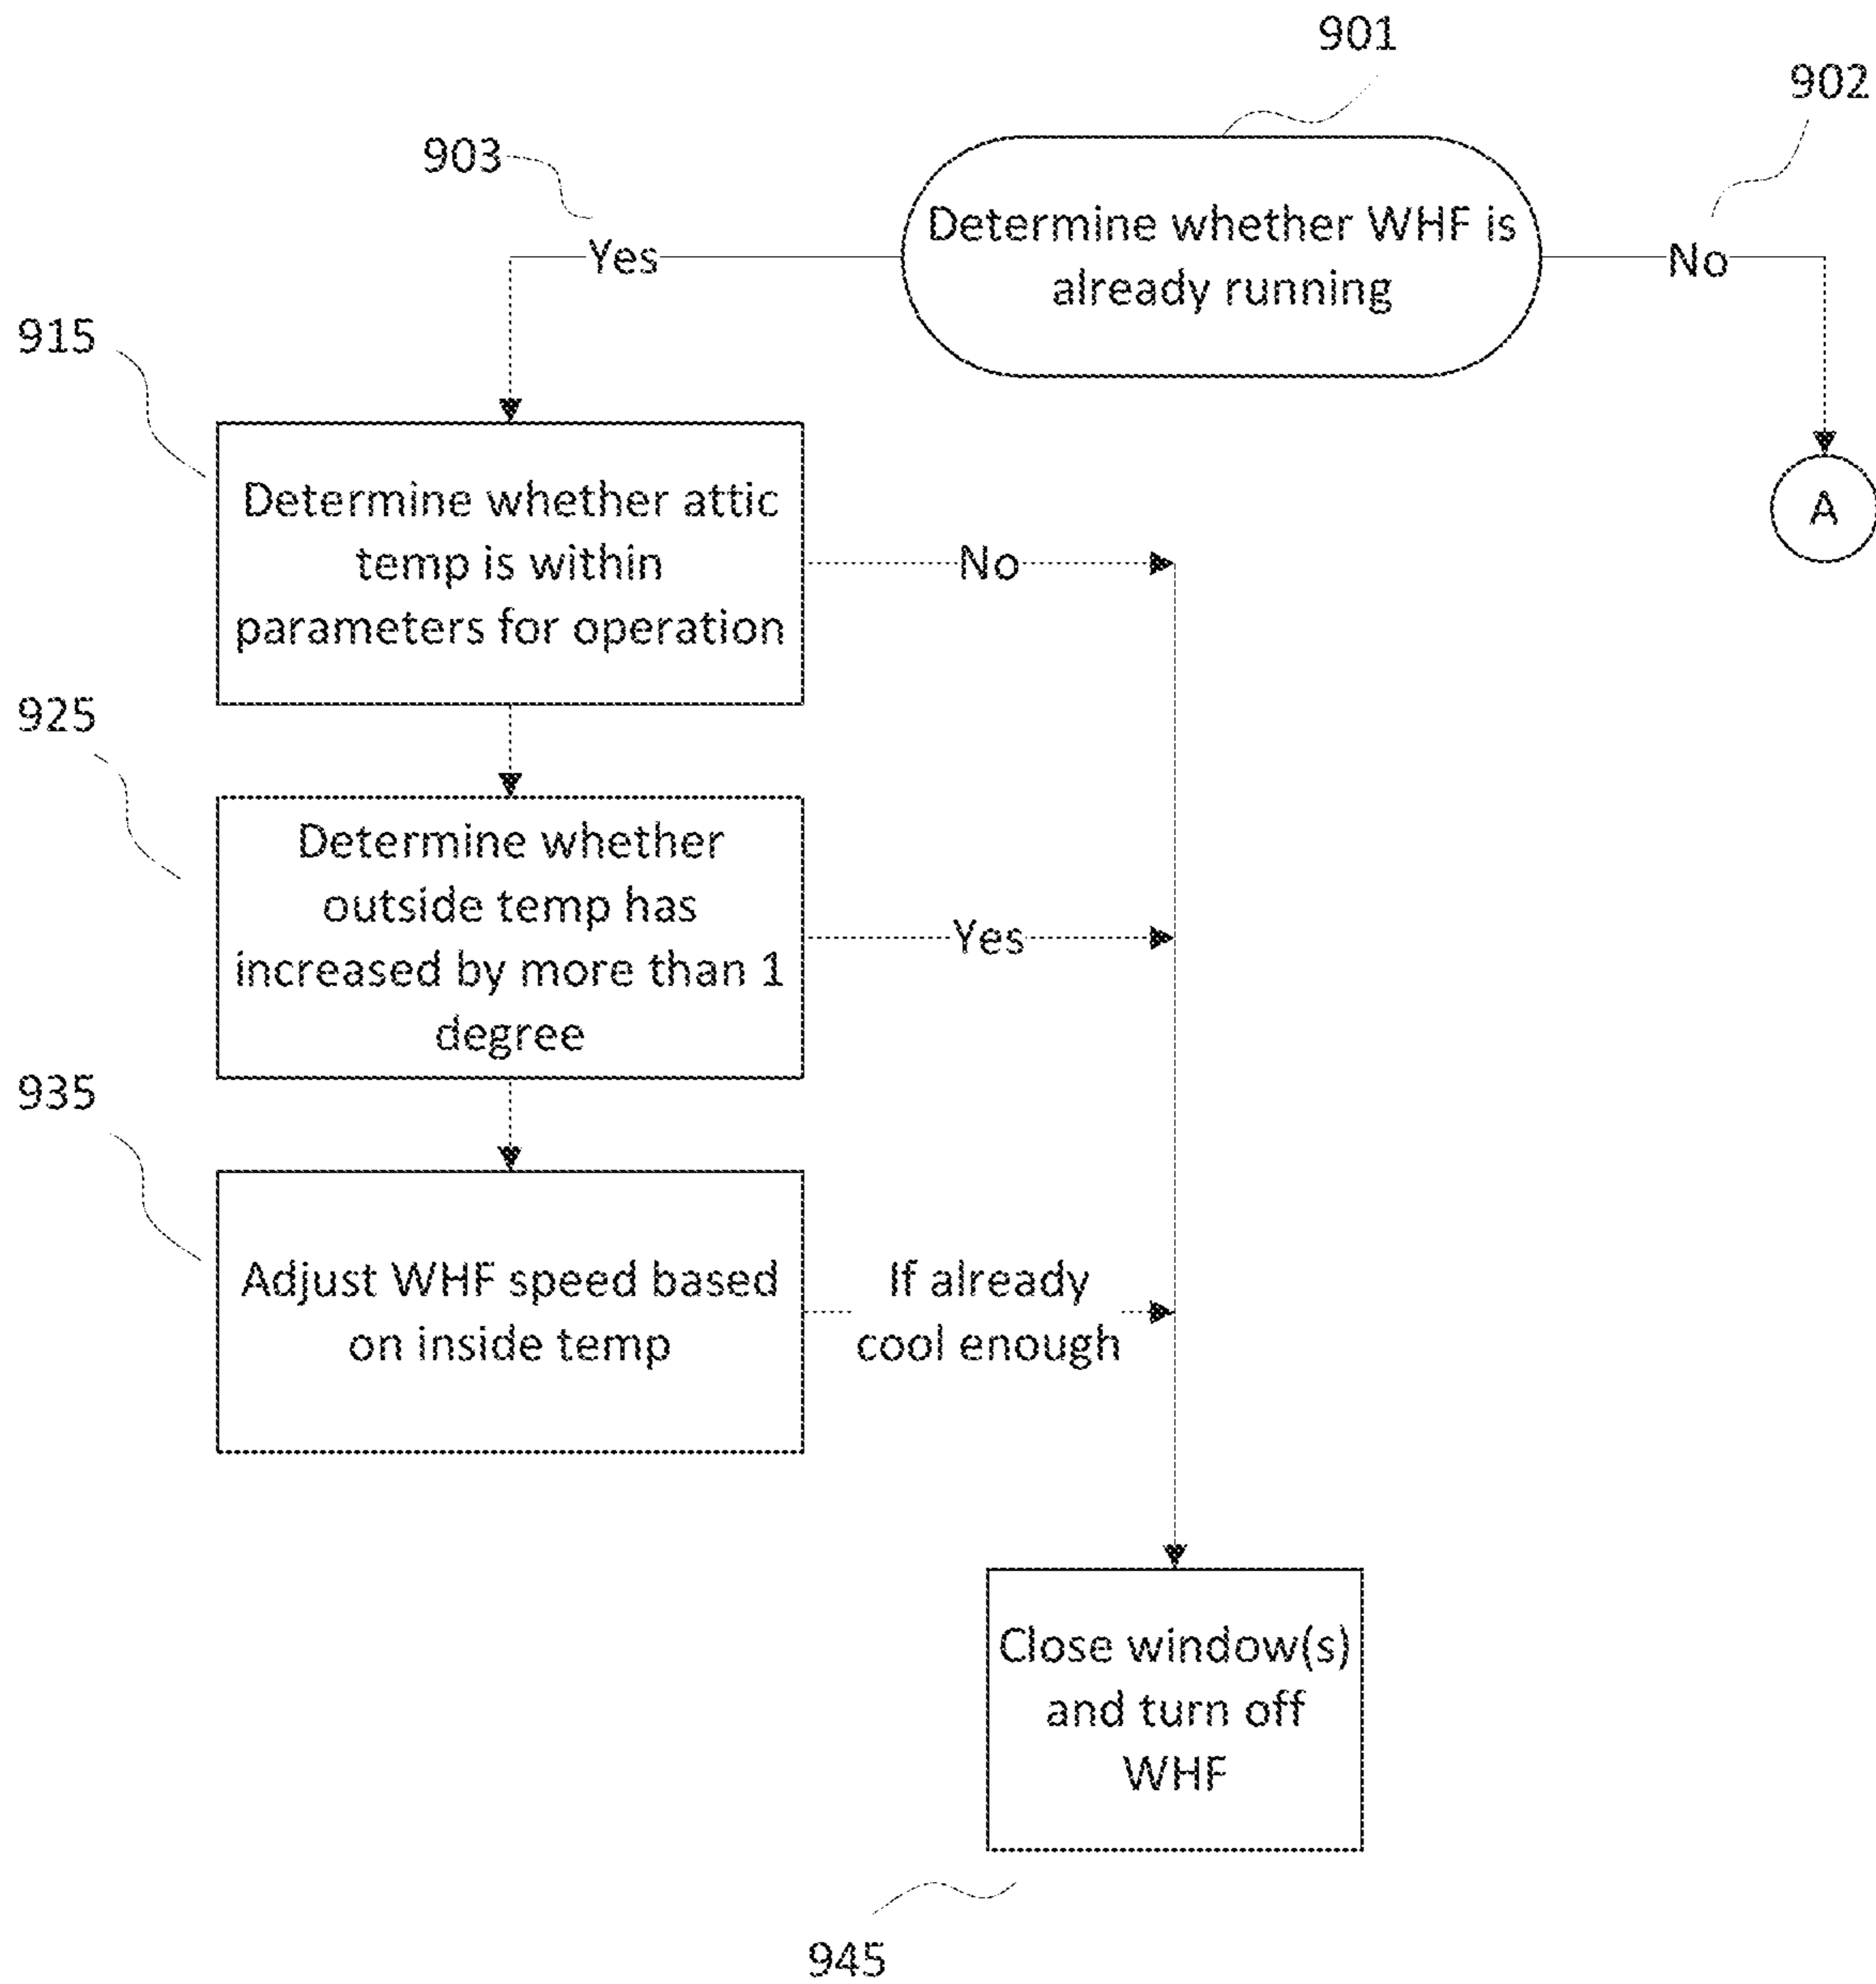 901
902
903
Determine whether WHF is
already running
Yes
No
915
A
Determine whether attic
temp is within
parameters for operation
No
925
Determine whether
outside temp has
increased by more than 1
degree
Yes
935
Adjust WHF speed based
on inside temp
If already
cool enough
Close window(s)
and turn off
WHF
945